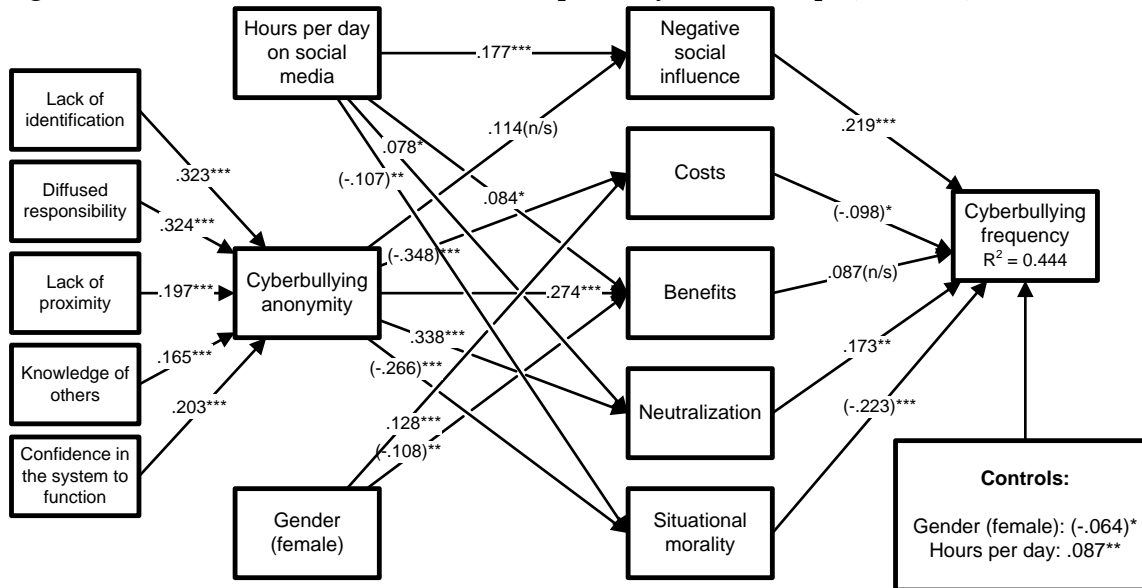 Hours per day
on social
media
Negative
social
influence
Lack of
identification
Diffused
responsibility
Lack of
proximity
Knowledge of
others
Confidence in
the system to
function
Cyberbullying
anonymity
Gender
(female)
Costs
Benefits
Neutralization
Situational
morality
Cyberbullying
frequency
R² = 0.444
.177***
.114(n/s)
.078*
(-.107)**
.084*
.323***
.324***
.197***
.165***
.203***
(-.348)***
.274***
.338***
(-.266)***
.128***
(-.108)**
.219***
(-.098)*
.087(n/s)
.173**
(-.223)***
Controls:
Gender (female): (-.064)*
Hours per day: .087**